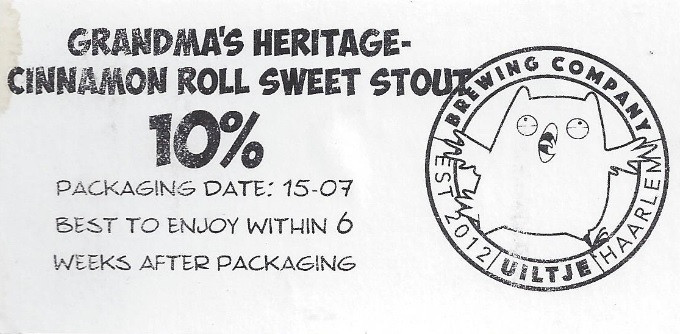 GRANDMA'S HERITAGE-
CINNAMON ROLL SWEET STOUT
10%
PACKAGING DATE: 15-07
BEST TO ENJOY WITHIN 6
WEEKS AFTER PACKAGING
BREWING COMPANY
EST 2012 UILTJE HAARLEM